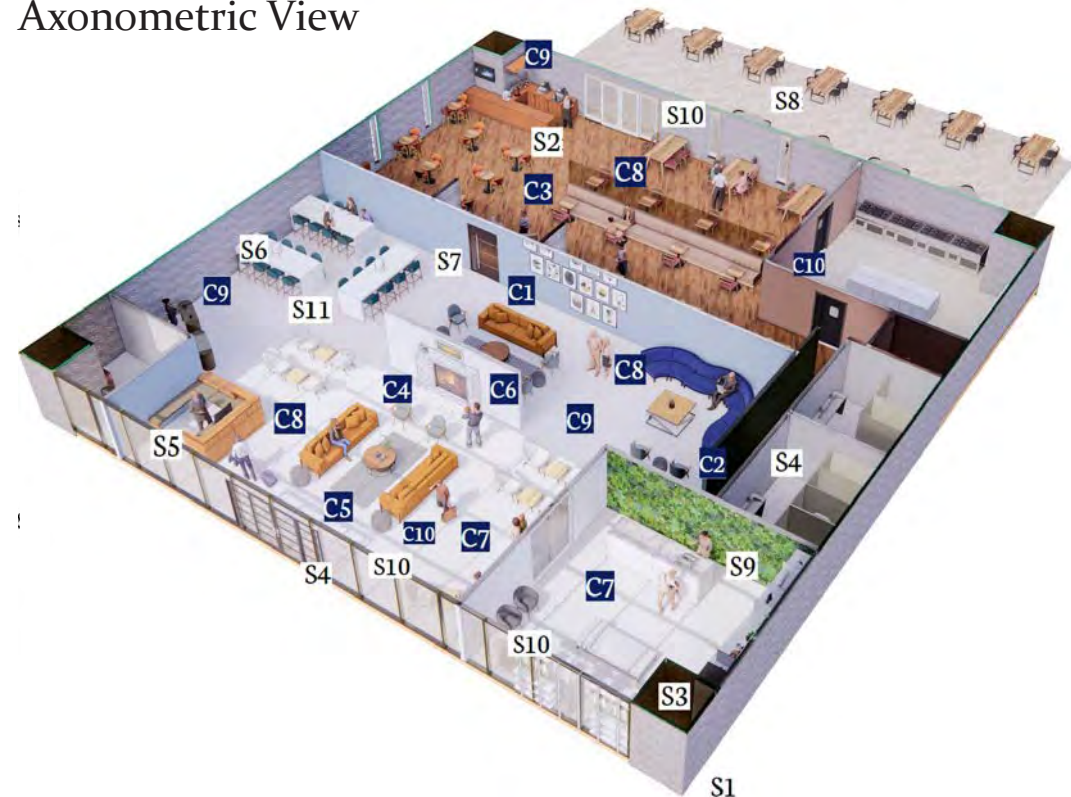 Axonometric View
C9
S8
S10
S2
C8
C3
S6
S7
C10
C9
C1
S11
C8
C4
C6
C8
C9
S5
C2
S4
C5
C10
C7
S10
S9
S4
C7
S10
S3
S1